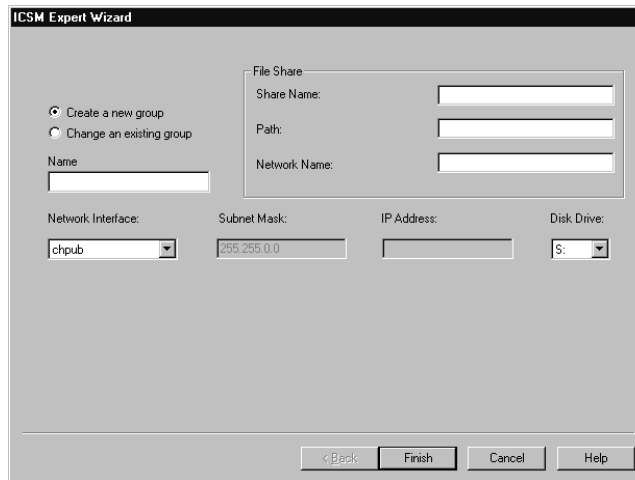 ICSM Expert Wizard
File Share
Share Name:
Create a new group
Change an existing group
Path:
Name
Network Name:
Network Interface:
Subnet Mask:
IP Address:
Disk Drive:
chpub
255.255.0.0
S:
< Back
Finish
Cancel
Help